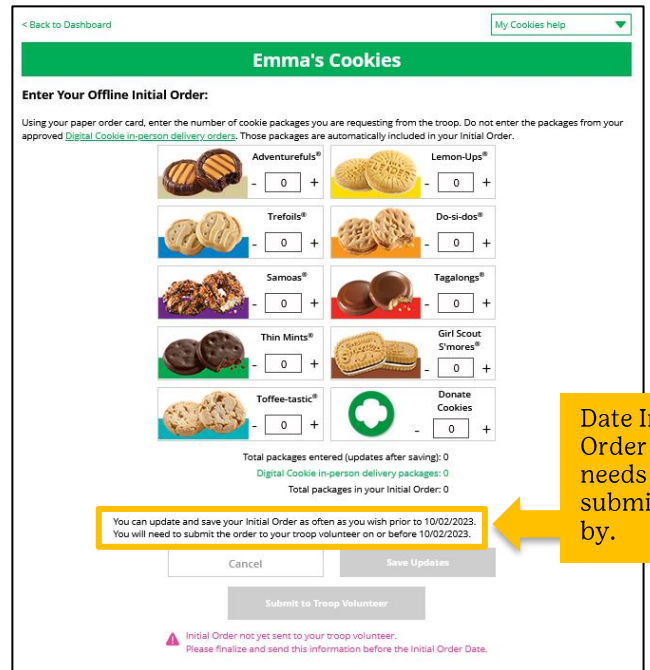 < Back to Dashboard
My Cookies help
Emma's Cookies
Enter Your Offline Initial Order:
Using your paper order card, enter the number of cookie packages you are requesting from the troop. Do not enter the packages from your
approved Digital Cookie in-person delivery orders. Those packages are automatically included in your Initial Order.
Adventurefuls®
- 0 +
Lemon-Ups®
- 0 +
Trefoils®
- 0 +
Do-si-dos®
- 0 +
Samoas®
- 0 +
Tagalongs®
- 0 +
Thin Mints®
- 0 +
Girl Scout
S'mores®
- 0 +
Toffee-tastic®
- 0 +
Donate
Cookies
- 0 +
Total packages entered (updates after saving): 0
Digital Cookie in-person delivery packages: 0
Total packages in your Initial Order: 0
You can update and save your Initial Order as often as you wish prior to 10/02/2023.
You will need to submit the order to your troop volunteer on or before 10/02/2023.
Date
Order
needs
by.
Cancel
Save Updates
Submit to Troop Volunteer
Initial Order not yet sent to your troop volunteer.
Please finalize and send this information before the Initial Order Date.